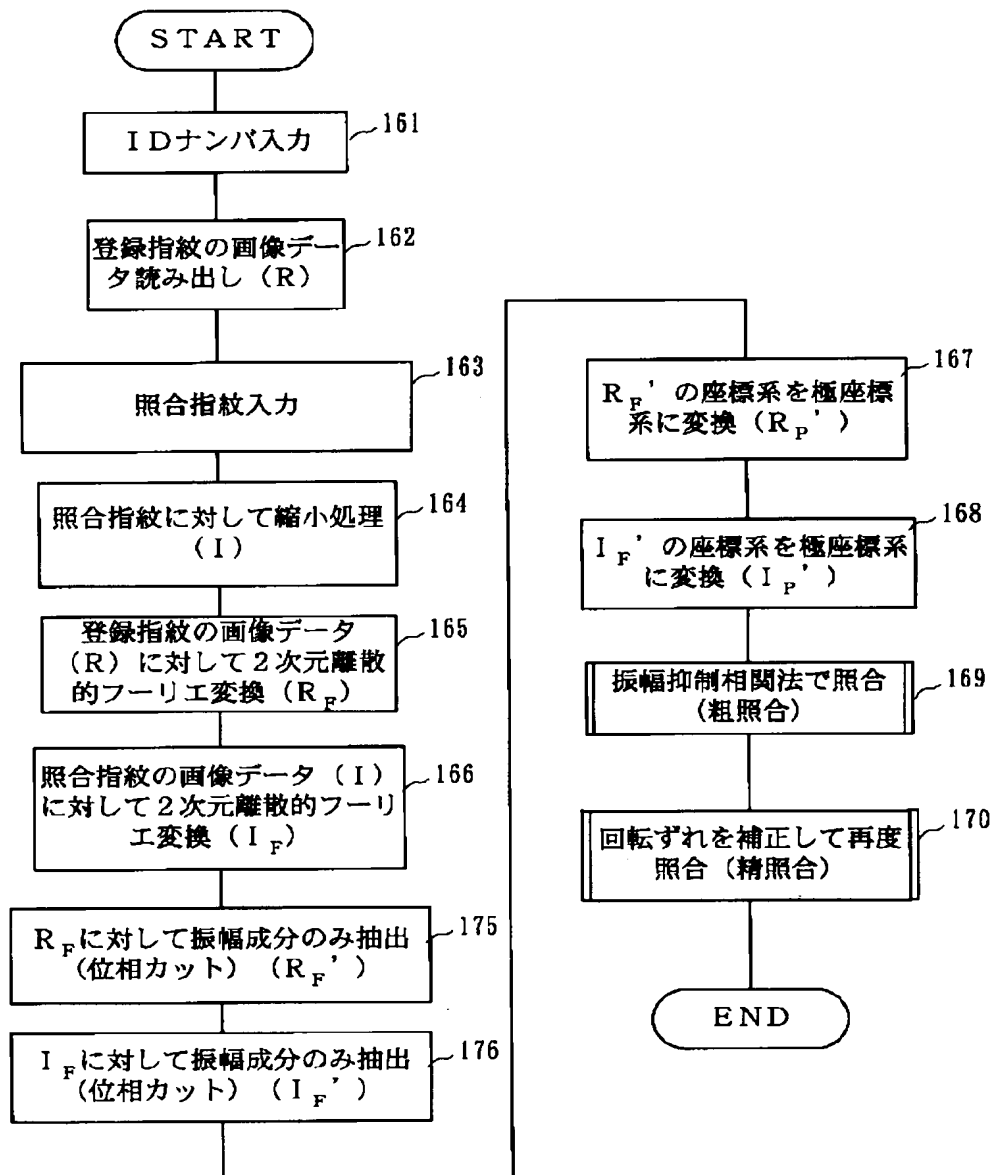 START
IDナンバ入力
161
登録指紋の画像デー
タ読み出し(R)
162
照合指紋入力
163
照合指紋に対して縮小処理
(I)
164
登録指紋の画像データ
(R)に対して2次元離散
的フーリエ変換(R_F)
165
照合指紋の画像データ(I)
に対して2次元離散的フーリ
エ変換(I_F)
166
R_Fに対して振幅成分のみ抽出
(位相カット)(R_F')
175
I_Fに対して振幅成分のみ抽出
(位相カット)(I_F')
176
R_F'の座標系を極座標
系に変換(R_P')
167
I_F'の座標系を極座標系
に変換(I_P')
168
振幅抑制相関法で照合
(粗照合)
169
回転ずれを補正して再度
照合(精照合)
170
END